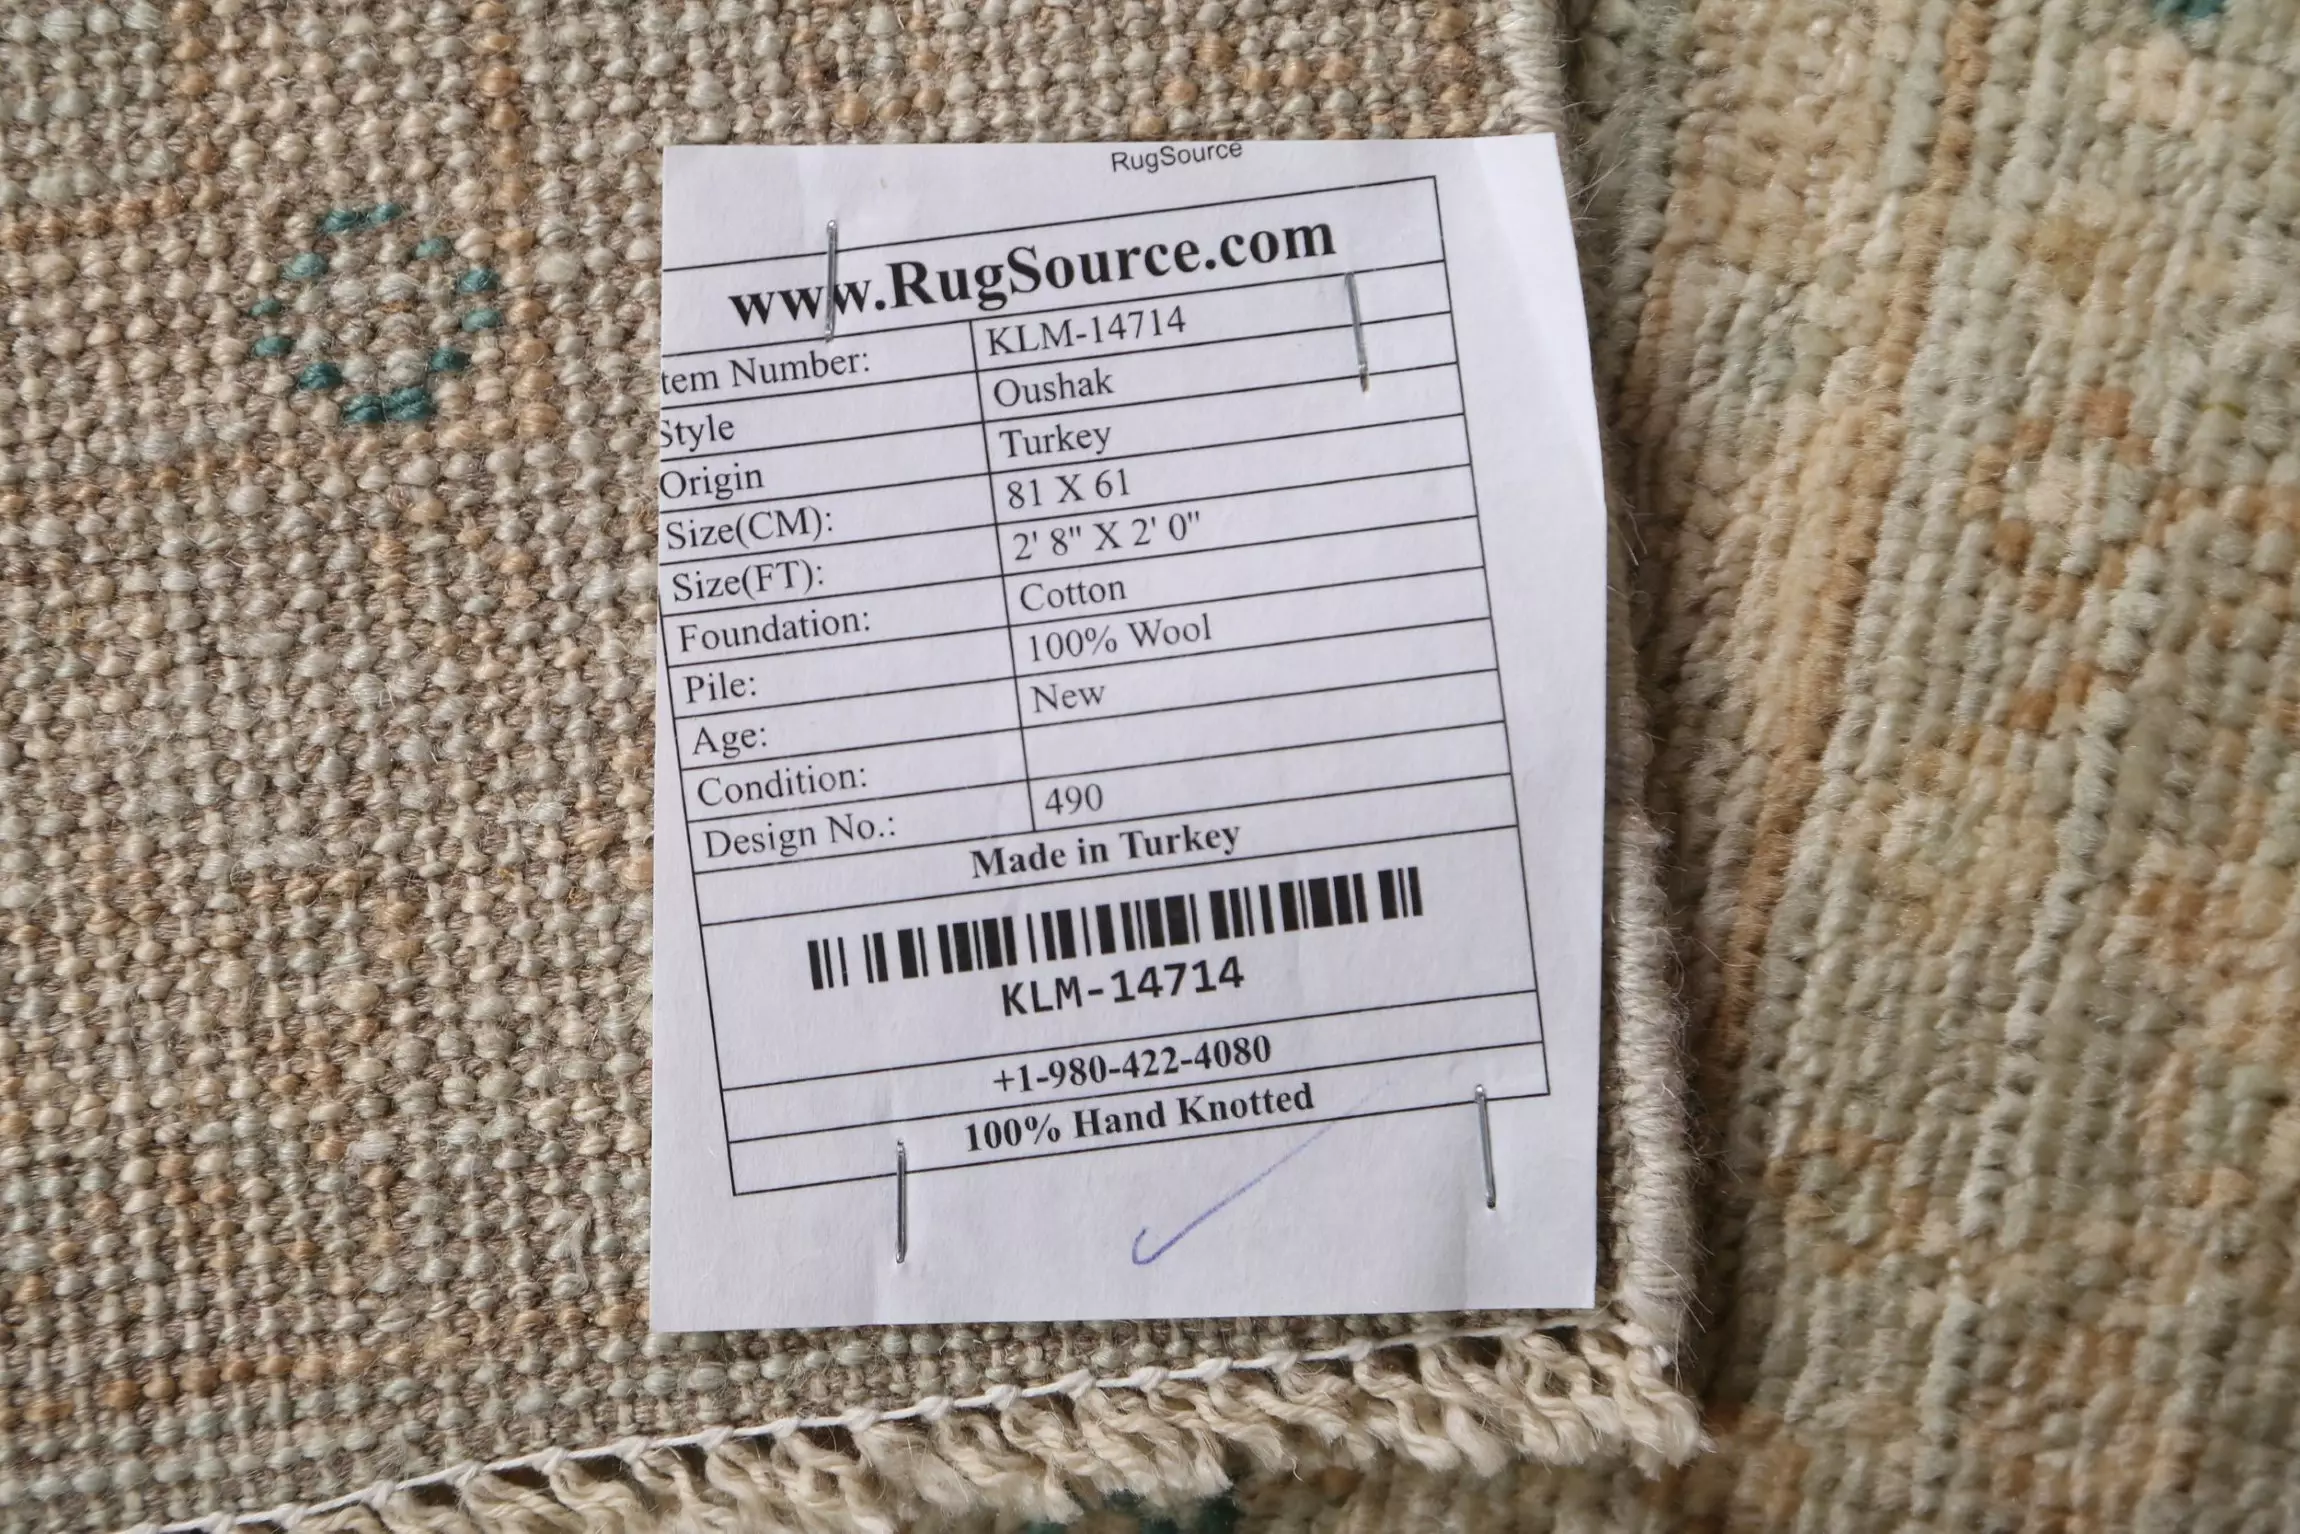 RugSource
www.RugSource.com
tem Number: KLM-14714
Style Oushak
Origin Turkey
Size(CM): 81 X 61
Size(FT): 2' 8" X 2' 0"
Foundation: Cotton
Pile: 100% Wool
Age: New
Condition:
Design No.: 490
Made in Turkey
KLM-14714
+1-980-422-4080
100% Hand Knotted